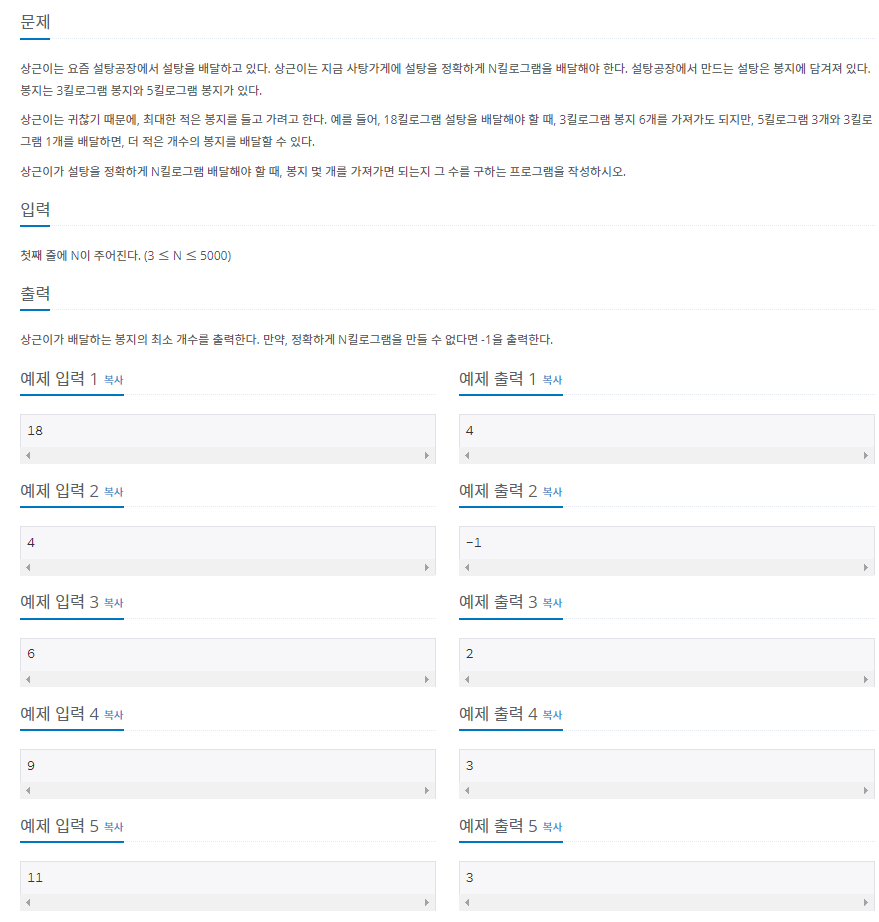 문제
상근이는 요즘 설탕공장에서 설탕을 배달하고 있다. 상근이는 지금 사탕가게에 설탕을 정확하게 N킬로그램을 배달해야 한다. 설탕공장에서 만드는 설탕은 봉지에 담겨져 있다.
봉지는 3킬로그램 봉지와 5킬로그램 봉지가 있다.
상근이는 귀찮기 때문에, 최대한 적은 봉지를 들고 가려고 한다. 예를 들어, 18킬로그램 설탕을 배달해야 할 때, 3킬로그램 봉지 6개를 가져가도 되지만, 5킬로그램 3개와 3킬로
그램 1개를 배달하면, 더 적은 개수의 봉지를 배달할 수 있다.
상근이가 설탕을 정확하게 N킬로그램 배달해야 할 때, 봉지 몇 개를 가져가면 되는지 그 수를 구하는 프로그램을 작성하시오.
입력
첫째 줄에 N이 주어진다. (3 ≤ N ≤ 5000)
출력
상근이가 배달하는 봉지의 최소 개수를 출력한다. 만약, 정확하게 N킬로그램을 만들 수 없다면 -1을 출력한다.
예제 입력 1 복사
예제 출력 1 복사
18
4
예제 입력 2 복사
예제 출력 2 복사
4
-1
예제 입력 3 복사
예제 출력 3 복사
6
2
예제 입력 4 복사
예제 출력 4 복사
9
3
예제 입력 5 복사
예제 출력 5 복사
11
3